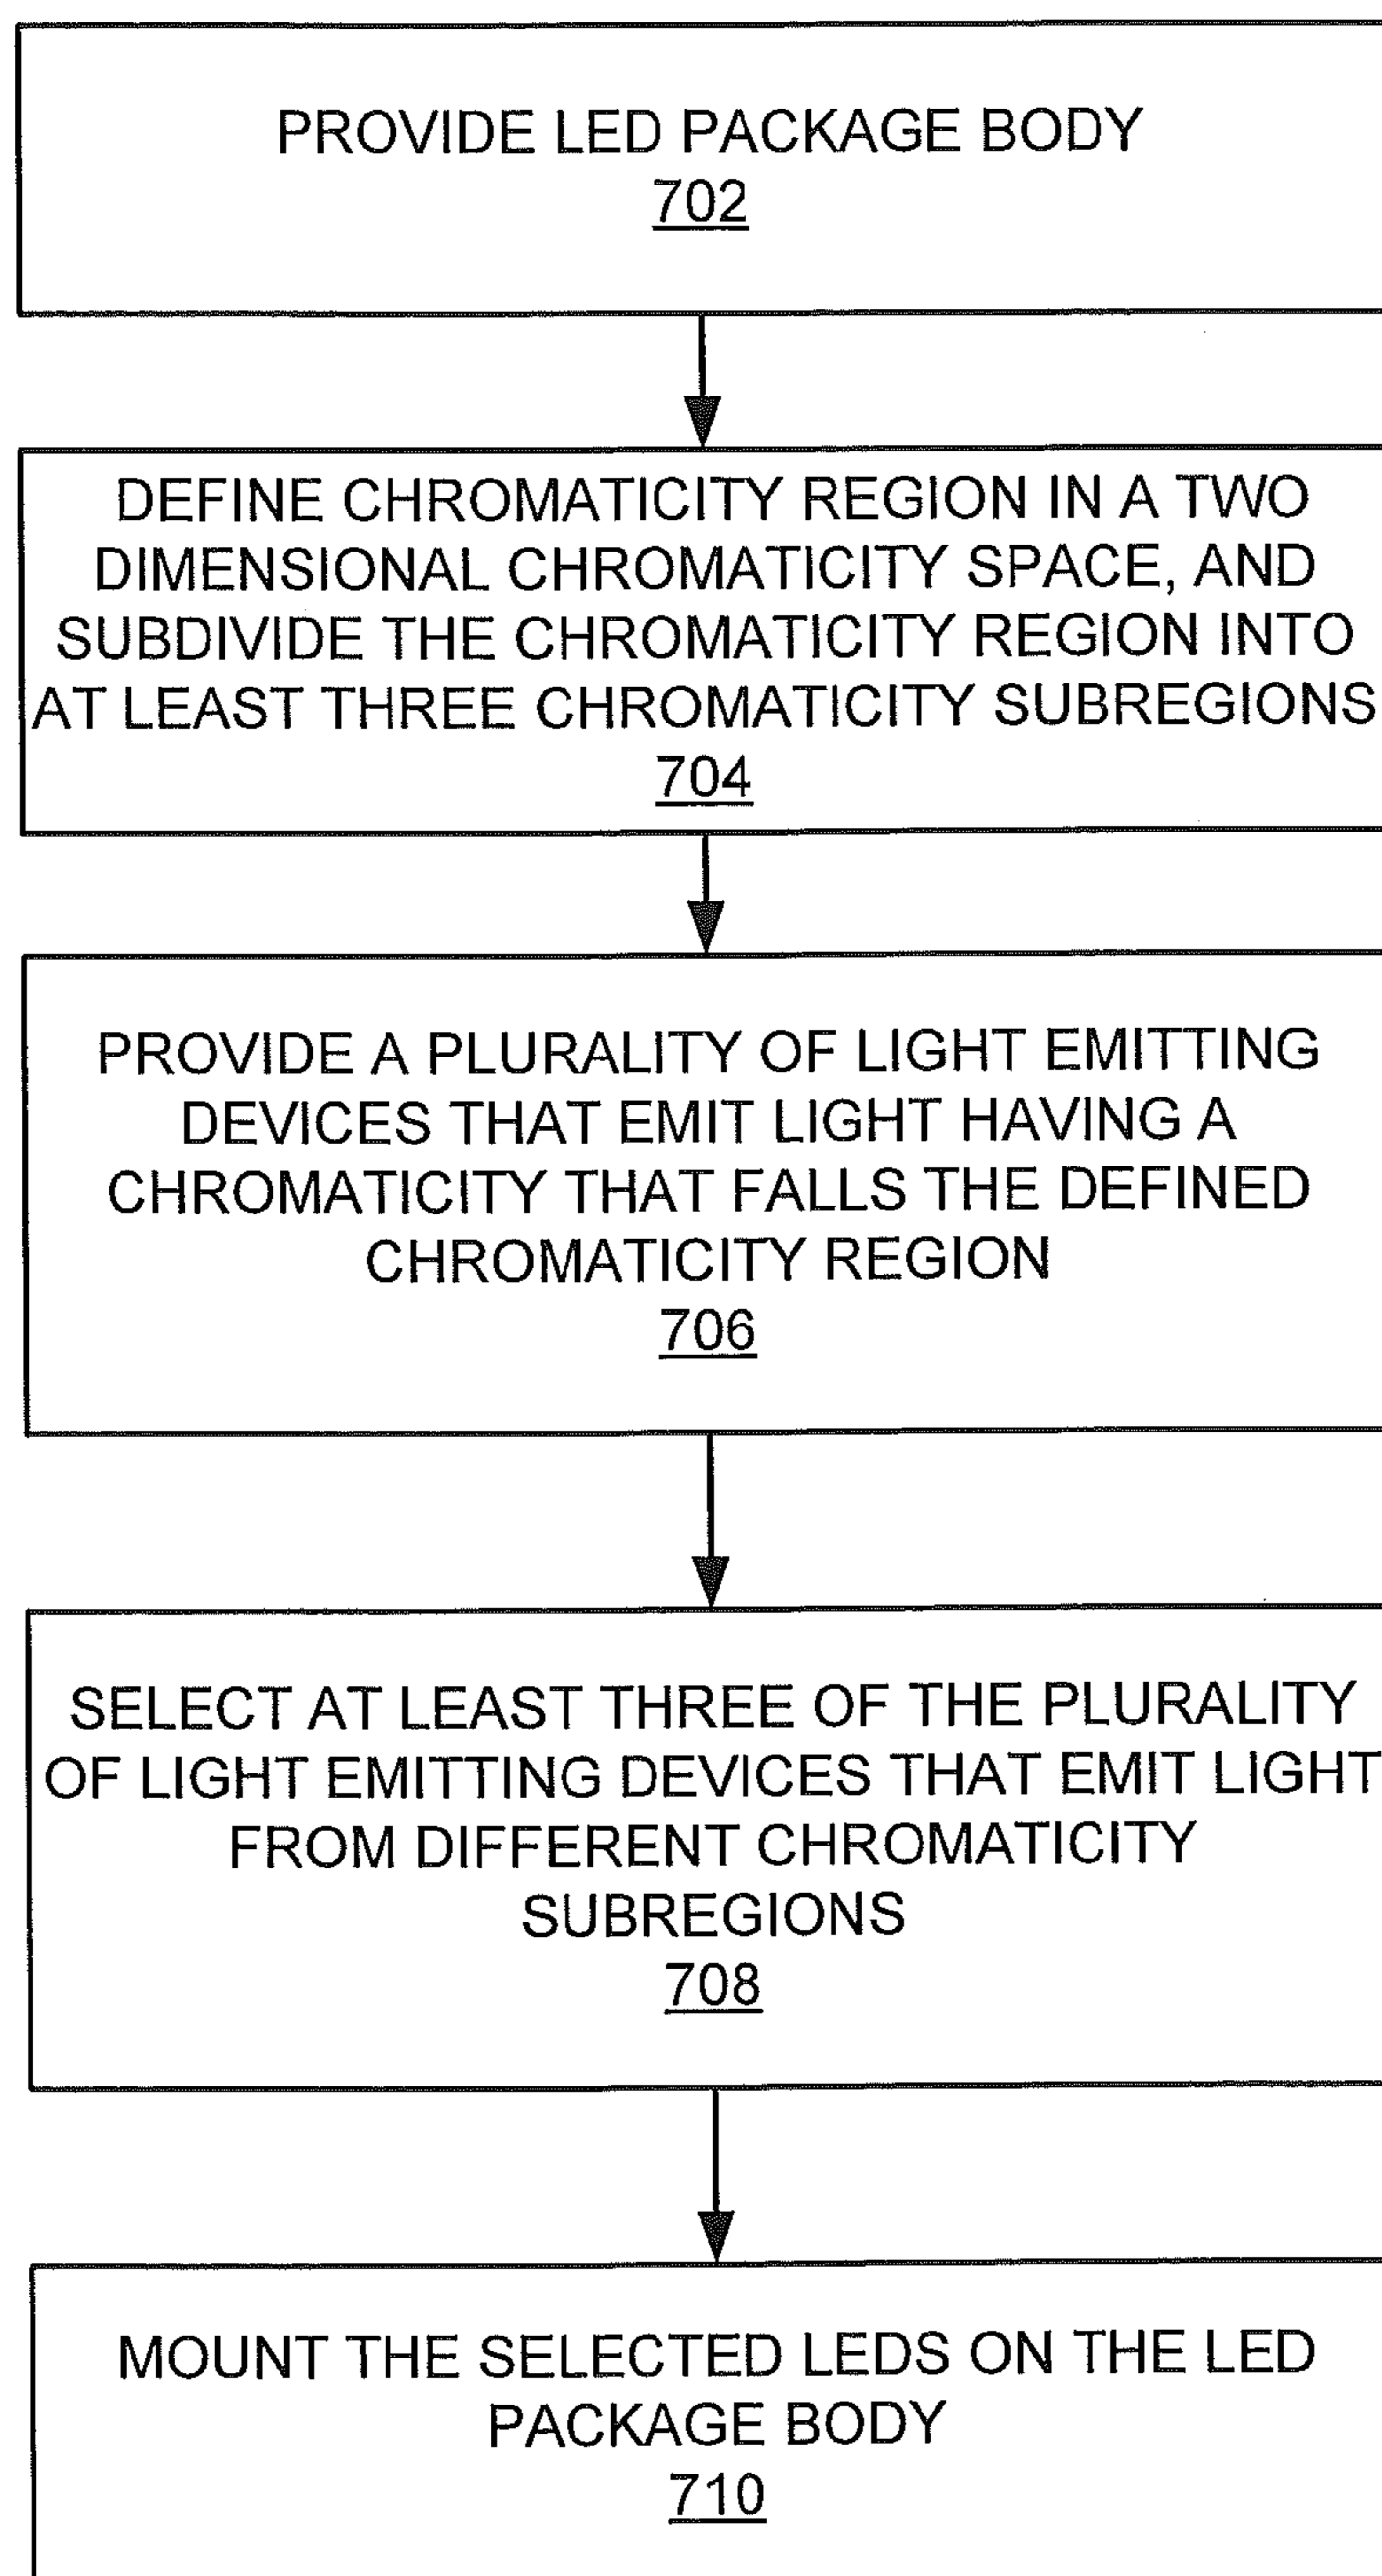 PROVIDE LED PACKAGE BODY
702
DEFINE CHROMATICITY REGION IN A TWO
DIMENSIONAL CHROMATICITY SPACE, AND
SUBDIVIDE THE CHROMATICITY REGION INTO
AT LEAST THREE CHROMATICITY SUBREGIONS
704
PROVIDE A PLURALITY OF LIGHT EMITTING
DEVICES THAT EMIT LIGHT HAVING A
CHROMATICITY THAT FALLS THE DEFINED
CHROMATICITY REGION
706
SELECT AT LEAST THREE OF THE PLURALITY
OF LIGHT EMITTING DEVICES THAT EMIT LIGHT
FROM DIFFERENT CHROMATICITY
SUBREGIONS
708
MOUNT THE SELECTED LEDS ON THE LED
PACKAGE BODY
710